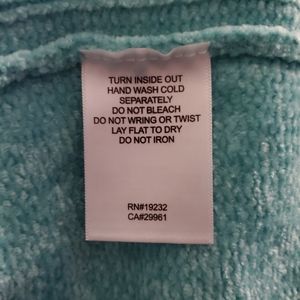 TURN INSIDE OUT
HAND WASH COLD
SEPARATELY
DO NOT BLEACH
DO NOT WRING OR TWIST
LAY FLAT TO DRY
DO NOT IRON
RN#19232
CA#29961